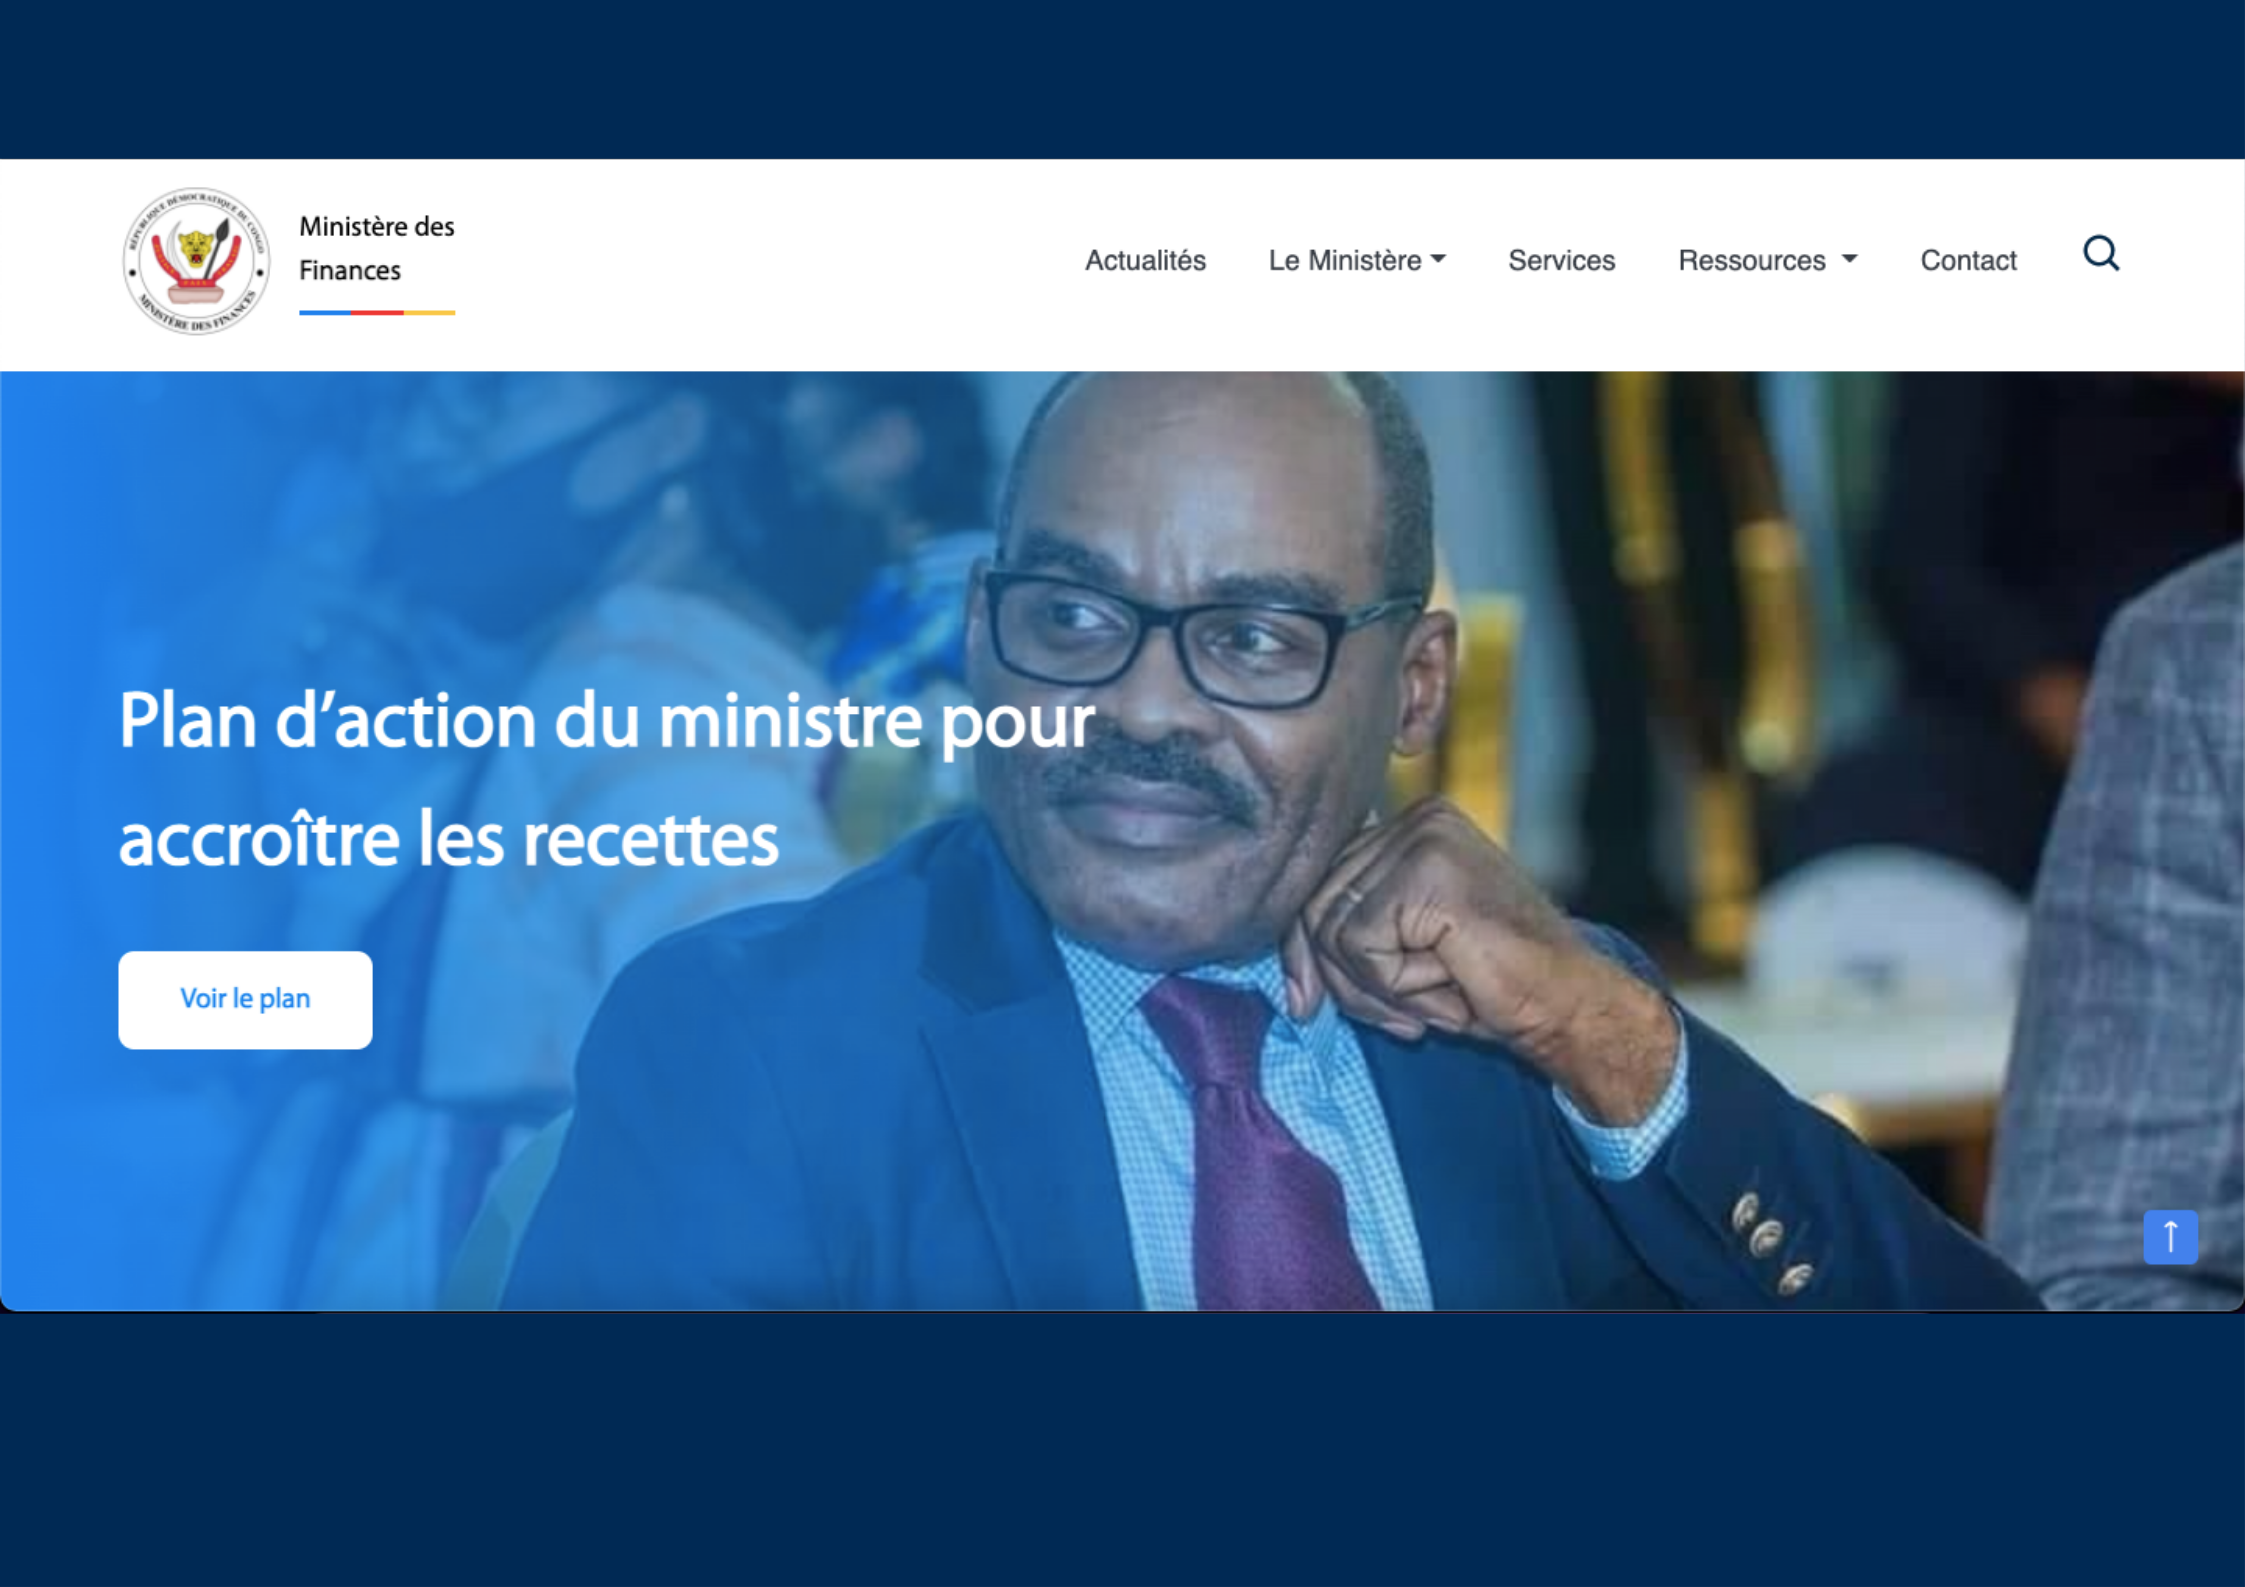 RÉPUBLIQUE DÉMOCRATIQUE DU CONGO
MINISTÈRE DES FINANCES
Ministère des
Finances
Actualités
Le Ministère
Services
Ressources
Contact
Plan d’action du ministre pour
accroître les recettes
Voir le plan